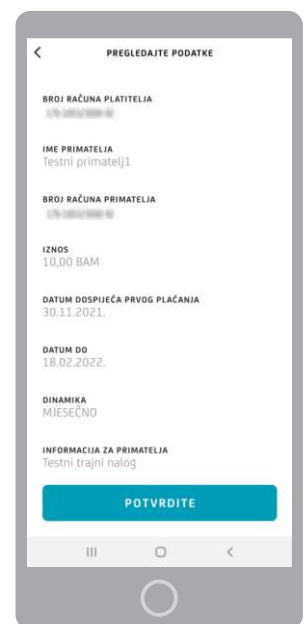 PREGLEDAJTE PODATKE
BROJ RAČUNA PLATITELJA
IME PRIMATELJA
Testni primatelj1
BROJ RAČUNA PRIMATELJA
IZNOS
10,00 BAM
DATUM DOSPIJEĆA PRVOG PLAĆANJA
30.11.2021.
DATUM DO
18.02.2022.
DINAMIKA
MJESEČNO
INFORMACIJA ZA PRIMATELJA
Testni trajni nalog
POTVRDITE